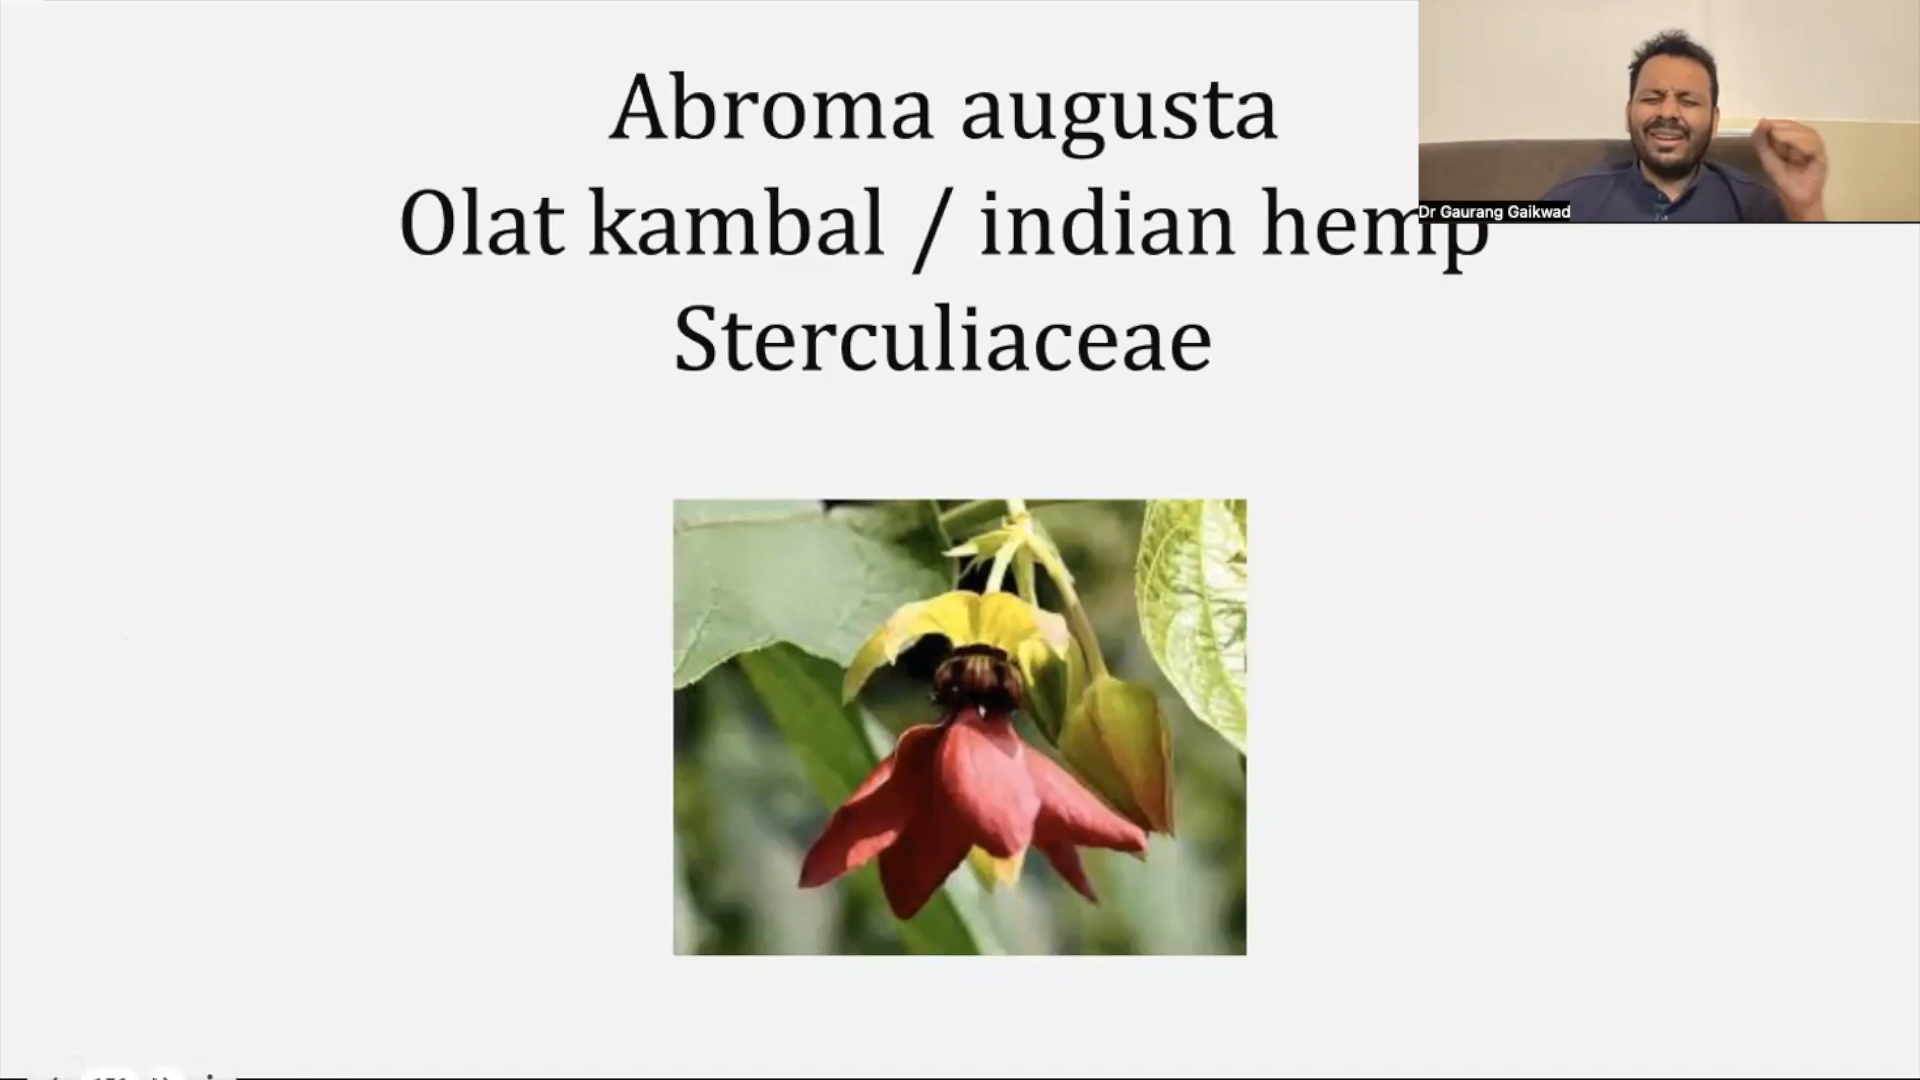 Abroma augusta
Olat kambal / indian hemp
Dr Gaurang Gaikwad
Sterculiaceae